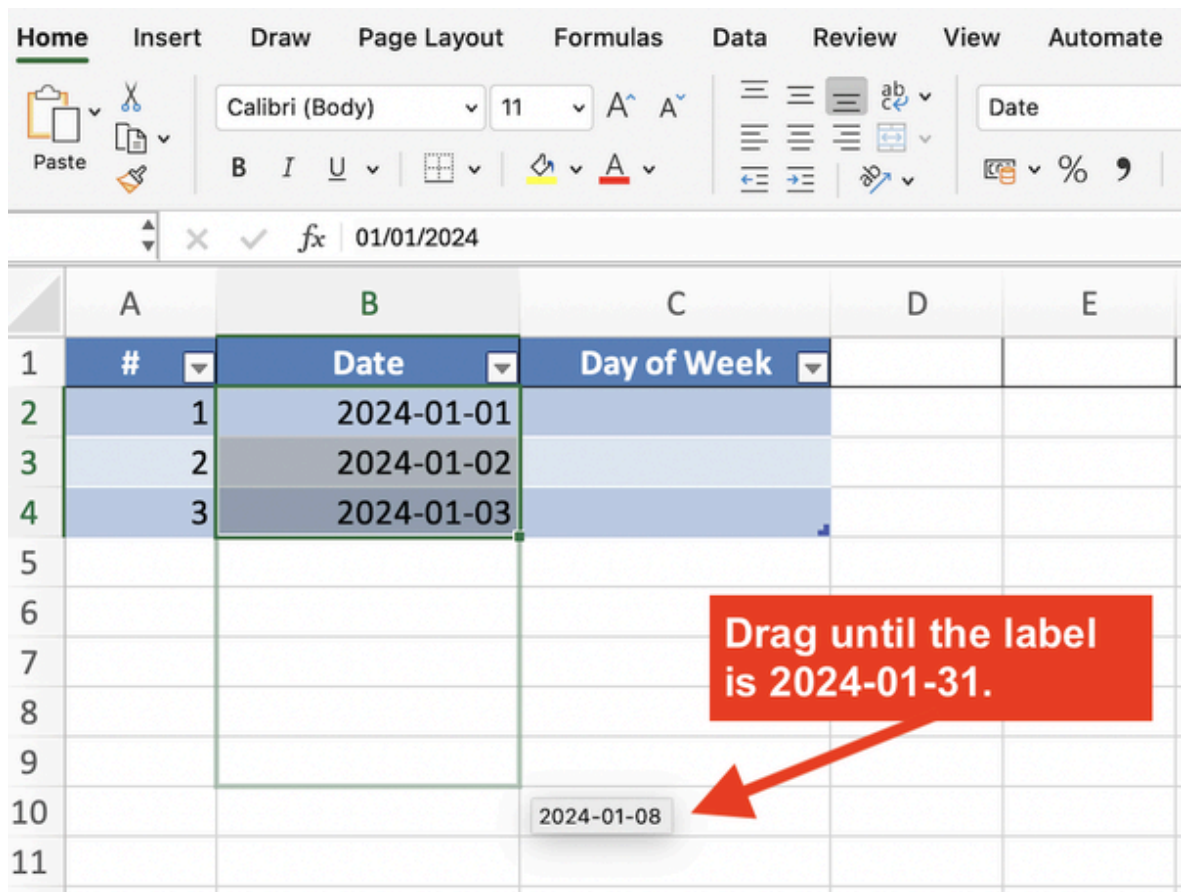 Home Insert Draw Page Layout Formulas Data Review View Automate
Calibri (Body) 11 A A ab c Date
Paste B I U A ab %
fx 01/01/2024
A B C D E
1 # Date Day of Week
2 1 2024-01-01
3 2 2024-01-02
4 3 2024-01-03
5
6
Drag until the label
7
is 2024-01-31.
8
9
10 2024-01-08
11